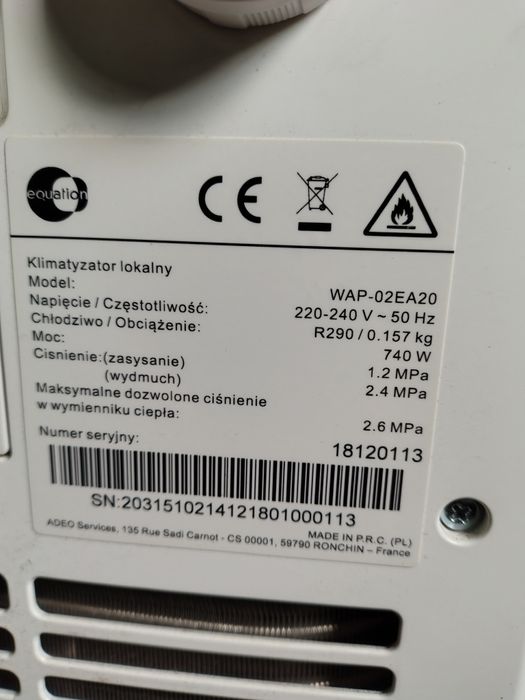 equation
CE
Klimatyzator lokalny
Model: WAP-02EA20
Napięcie / Częstotliwość: 220-240 V ~ 50 Hz
Chłodziwo / Obciążenie: R290 / 0.157 kg
Moc: 740 W
Cisnienie:(zasysanie) 1.2 MPa
(wydmuch) 2.4 MPa
Maksymalne dozwolone ciśnienie
w wymienniku ciepła: 2.6 MPa
Numer seryjny: 18120113
SN:2031510214121801000113
MADE IN P.R.C. (PL)
ADEO Services, 135 Rue Sadi Carnot - CS 00001, 59790 RONCHIN – France